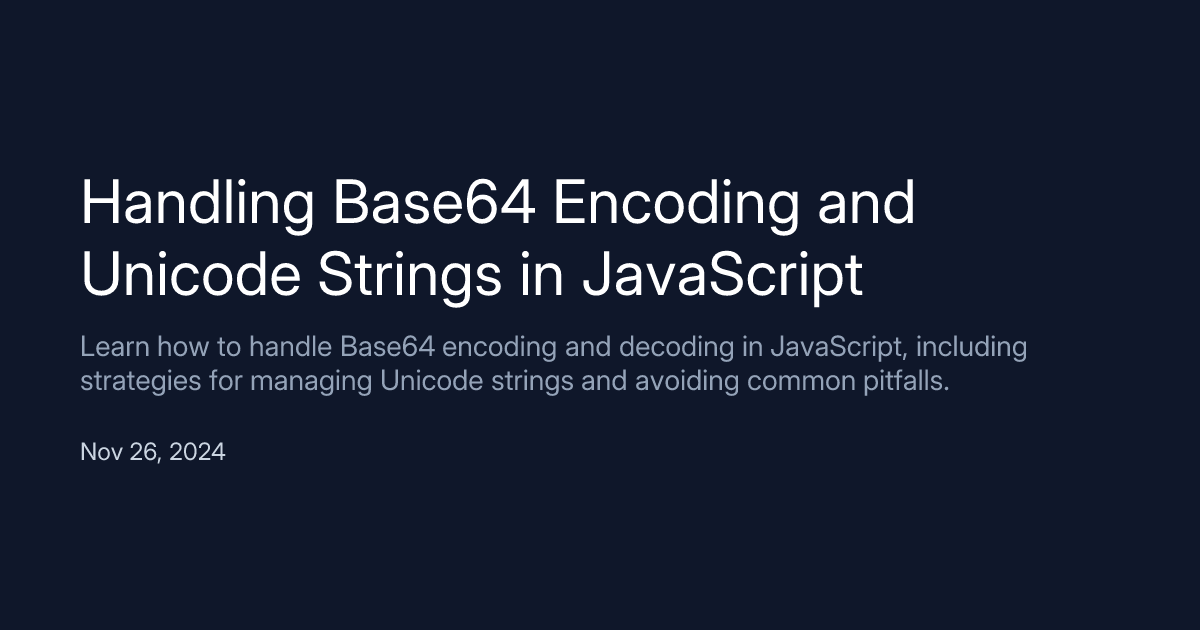 Handling Base64 Encoding and
Unicode Strings in JavaScript
Learn how to handle Base64 encoding and decoding in JavaScript, including
strategies for managing Unicode strings and avoiding common pitfalls.
Nov 26, 2024